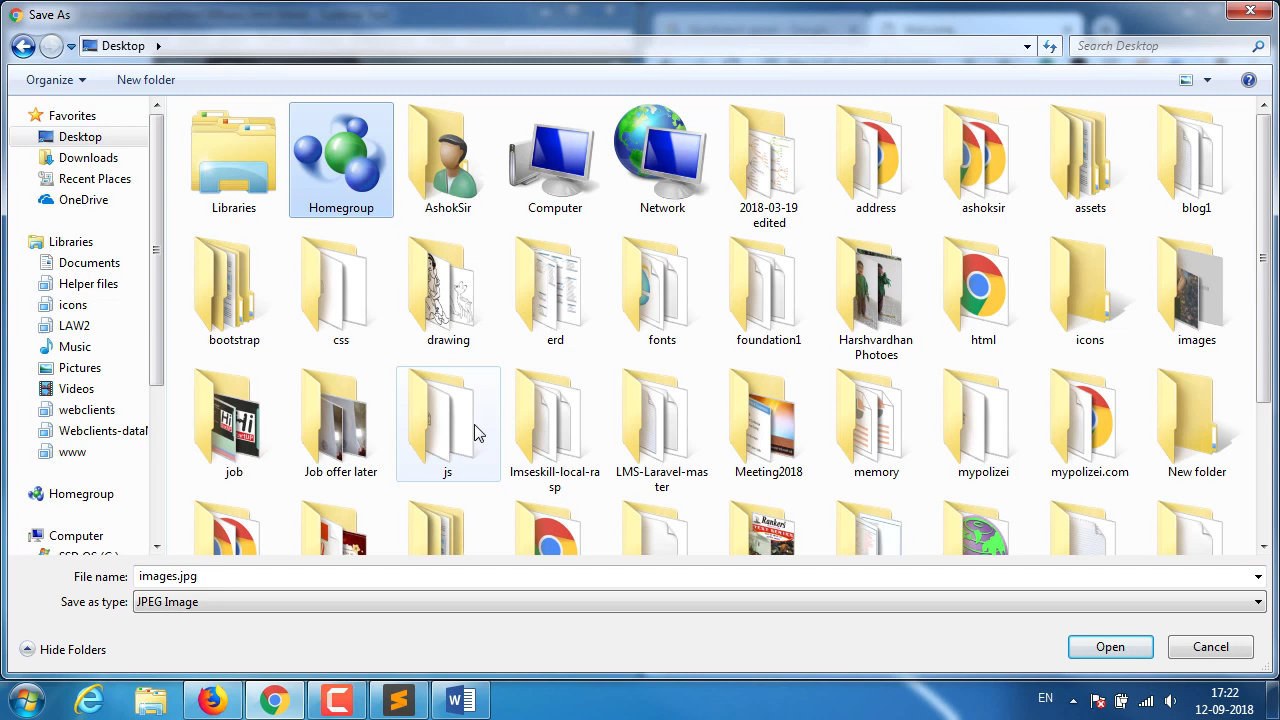 Save As
Desktop
Search Desktop
Organize
New folder
Favorites
Desktop
Downloads
Recent Places
OneDrive
Libraries
Documents
Helper files
icons
LAW2
Music
Pictures
Videos
webclients
Webclients-data
www
Homegroup
Computer
Libraries
Homegroup
AshokSir
Computer
Network
2018-03-19
edited
address
ashoksir
assets
blog1
bootstrap
css
drawing
erd
fonts
foundation1
Harshvardhan
Photoes
html
icons
images
job
Job offer later
js
lmseskill-local-ra
sp
LMS-Laravel-mas
ter
Meeting2018
memory
mypolizei
mypolizei.com
New folder
File name: images.jpg
Save as type: JPEG Image
Hide Folders
Open
Cancel
EN
17:22
12-09-2018